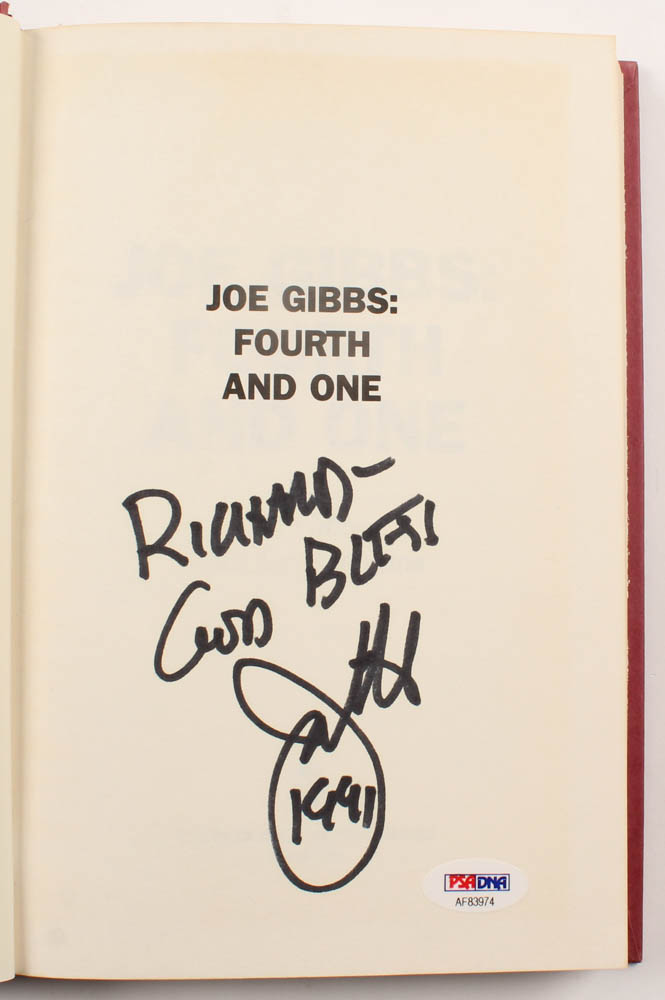 JOE GIBBS:
FOURTH
AND ONE
RICHARD-
GOD BLESS
1991
PSA DNA
AF83974